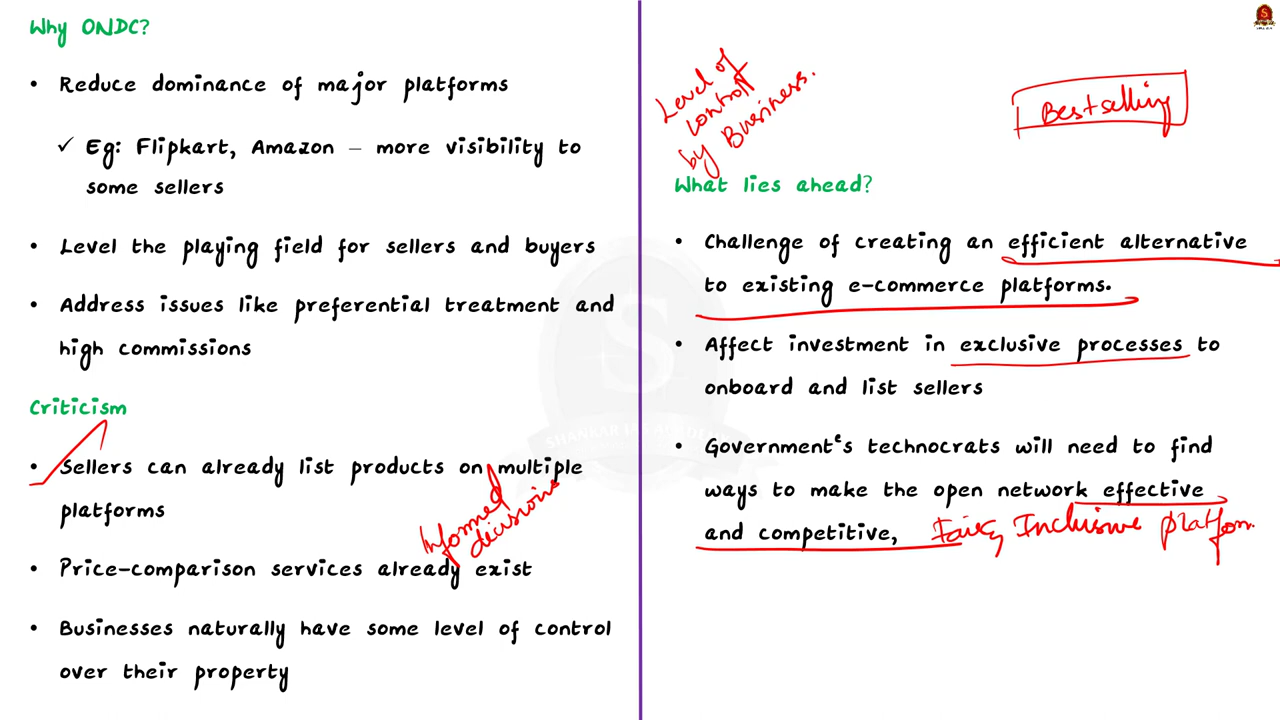 Why ONDC?
• Reduce dominance of major platforms
✓ Eg: Flipkart, Amazon – more visibility to
some sellers
• Level the playing field for sellers and buyers
• Address issues like preferential treatment and
high commissions
Criticism
• Sellers can already list products on multiple
platforms
Informed
decisions
• Price-comparison services already exist
• Businesses naturally have some level of control
over their property
Level of
control
by Business.
Bestselling
What lies ahead?
• Challenge of creating an efficient alternative
to existing e-commerce platforms.
• Affect investment in exclusive processes to
onboard and list sellers
• Government's technocrats will need to find
ways to make the open network effective
and competitive, Fair, Inclusive platform.
SHANKAR IAS ACADEMY